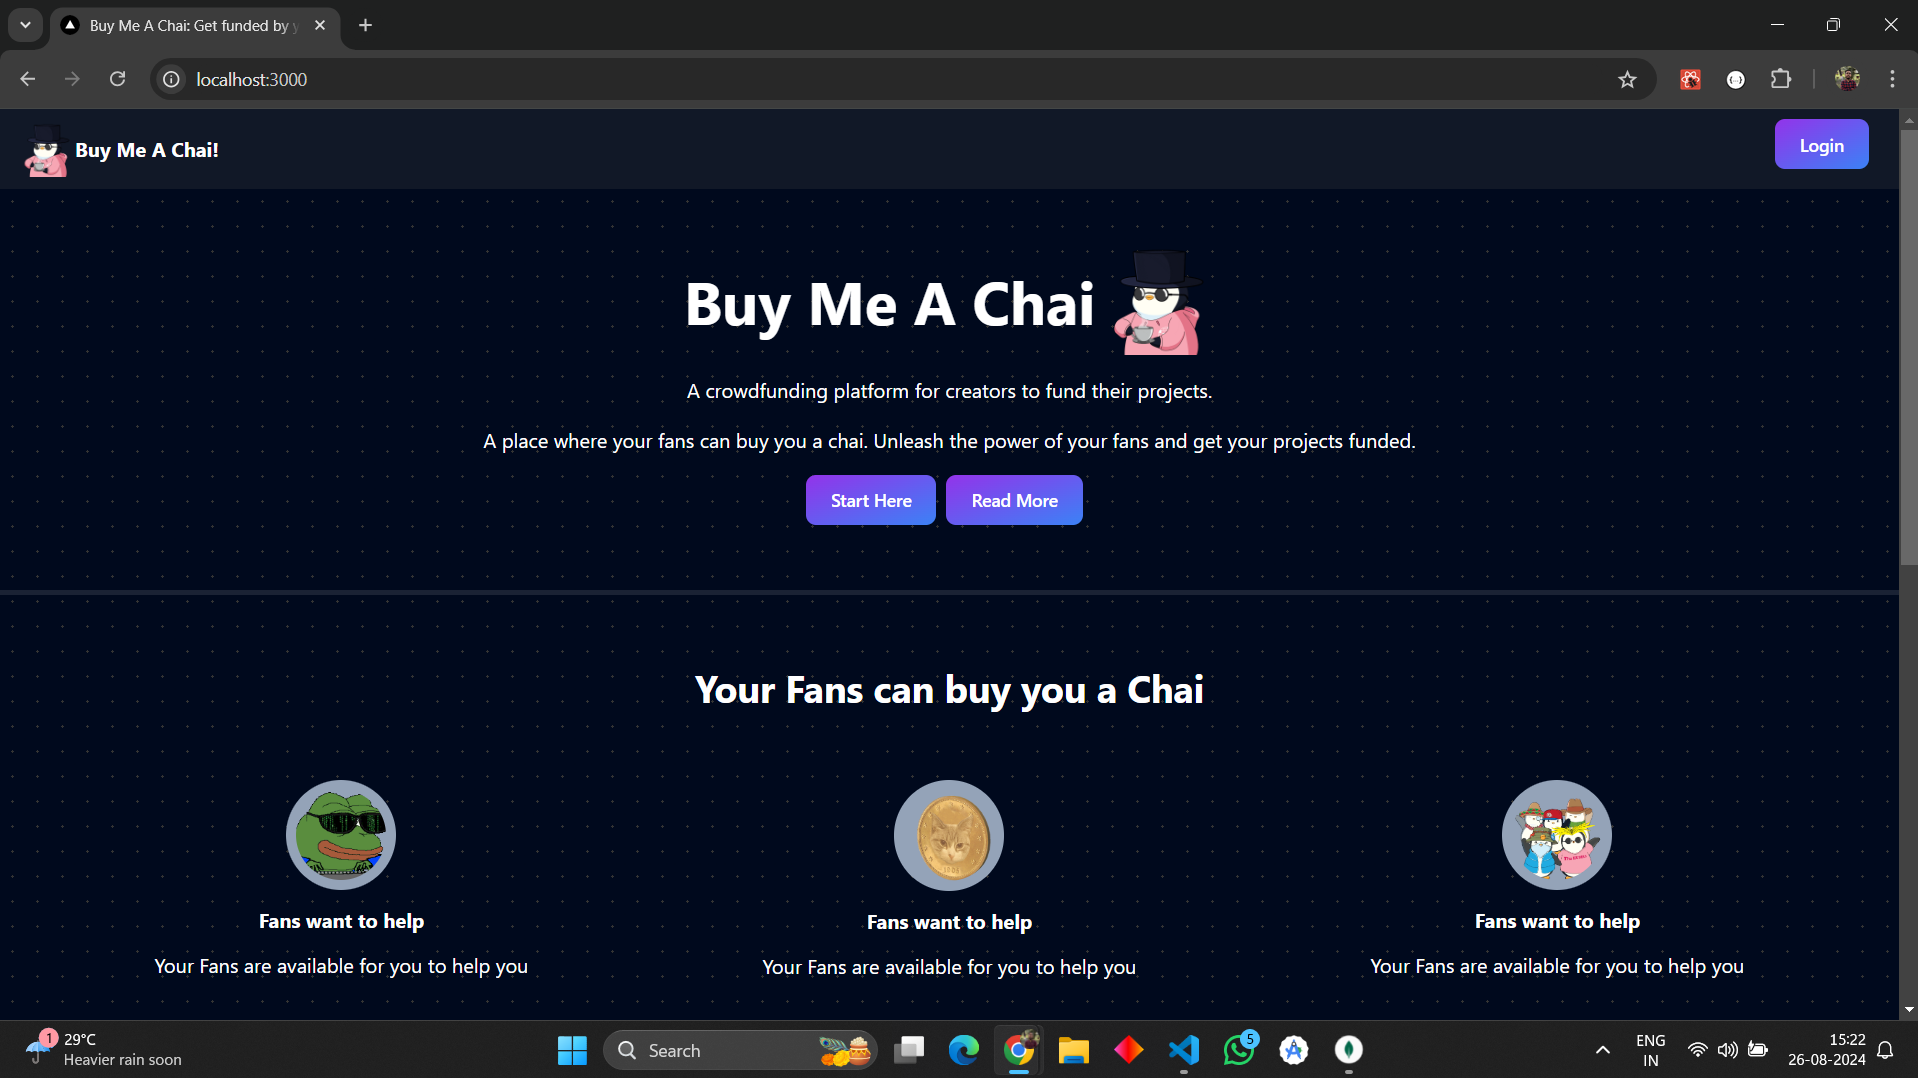 Buy Me A Chai: Get funded by y
localhost:3000
Buy Me A Chai!
Login
Buy Me A Chai
A crowdfunding platform for creators to fund their projects.
A place where your fans can buy you a chai. Unleash the power of your fans and get your projects funded.
Start Here
Read More
Your Fans can buy you a Chai
Fans want to help
Your Fans are available for you to help you
Fans want to help
Your Fans are available for you to help you
Fans want to help
Your Fans are available for you to help you
1
29°C
Heavier rain soon
Search
5
ENG
IN
15:22
26-08-2024